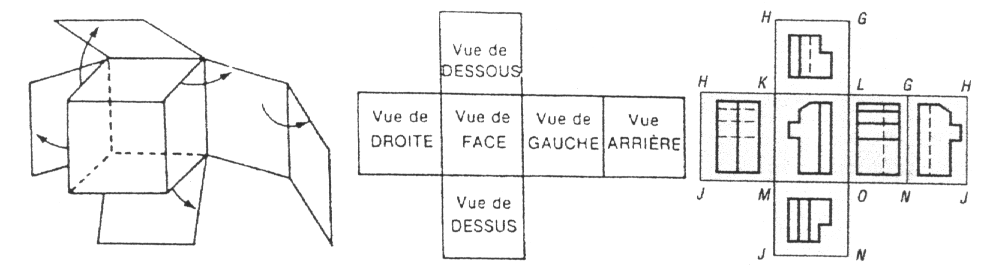 Vue de
DESSOUS
Vue de
DROITE
Vue de
FACE
Vue de
GAUCHE
Vue
ARRIÈRE
Vue de
DESSUS
H G
H K L G H
J M O N J
J N